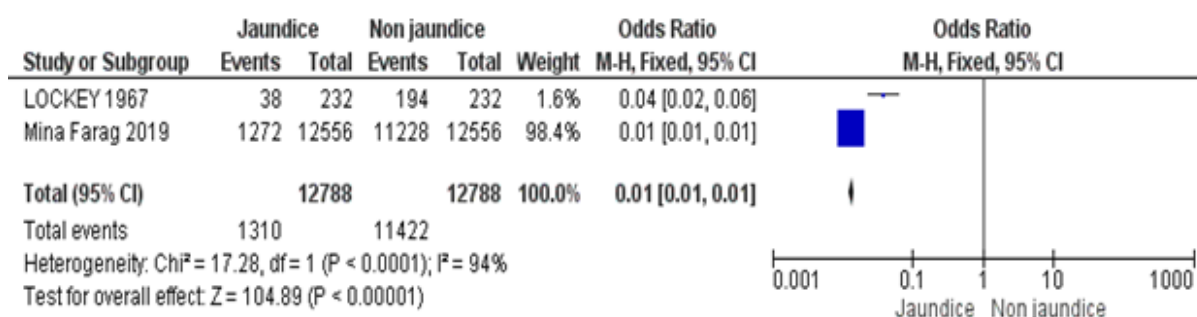 Jaundice Non jaundice Odds Ratio Odds Ratio
Study or Subgroup Events Total Events Total Weight M-H, Fixed, 95% CI M-H, Fixed, 95% CI
LOCKEY 1967 38 232 194 232 1.6% 0.04 [0.02, 0.06]
Mina Farag 2019 1272 12556 11228 12556 98.4% 0.01 [0.01, 0.01]
Total (95% CI) 12788 12788 100.0% 0.01 [0.01, 0.01]
Total events 1310 11422
Heterogeneity: Chi² = 17.28, df = 1 (P < 0.0001); I² = 94%
Test for overall effect: Z = 104.89 (P < 0.00001)
0.001 0.1 1 10 1000
Jaundice Non jaundice